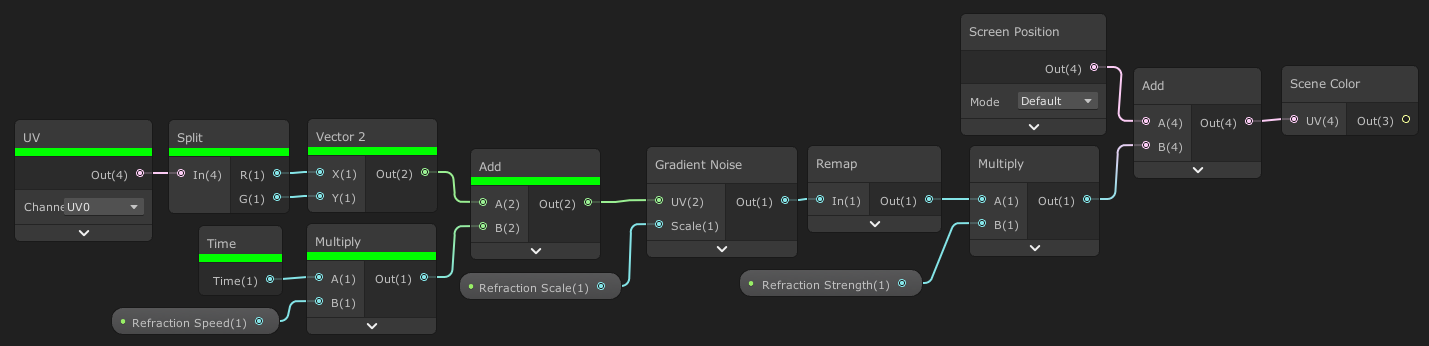 UV
Out(4)
Channe UV0
Split
In(4) R(1)
G(1)
Vector 2
X(1) Out(2)
Y(1)
Time
Time(1)
Multiply
A(1) Out(1)
B(1)
Refraction Speed(1)
Add
A(2) Out(2)
B(2)
Refraction Scale(1)
Gradient Noise
UV(2) Out(1)
Scale(1)
Remap
In(1) Out(1)
Refraction Strength(1)
Multiply
A(1) Out(1)
B(1)
Screen Position
Out(4)
Mode Default
Add
A(4) Out(4)
B(4)
Scene Color
UV(4) Out(3)